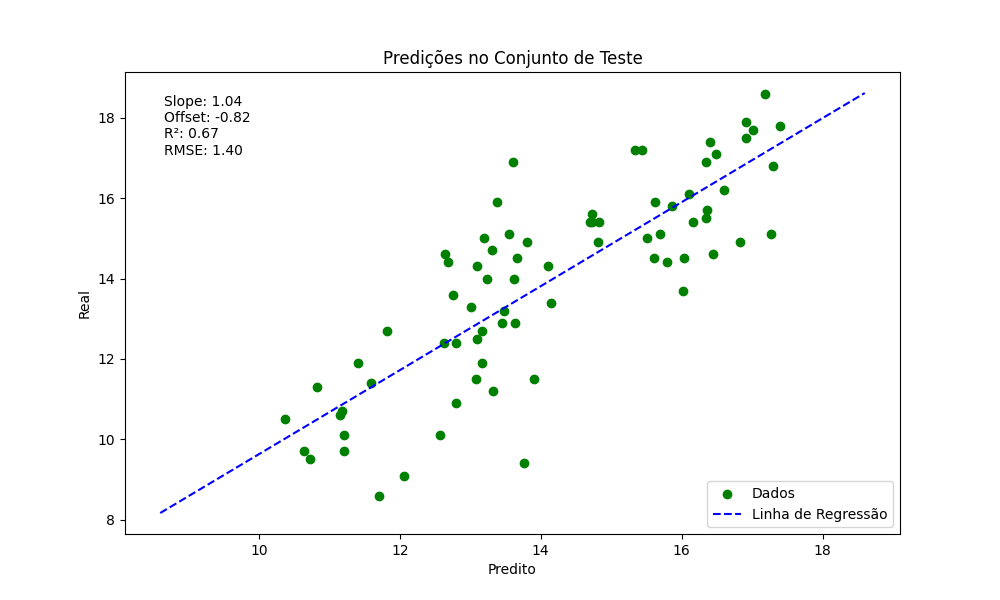 Predições no Conjunto de Teste
Slope: 1.04
Offset: -0.82
R²: 0.67
RMSE: 1.40
Real
18
16
14
12
10
8
10 12 14 16 18
Predito
Dados
Linha de Regressão